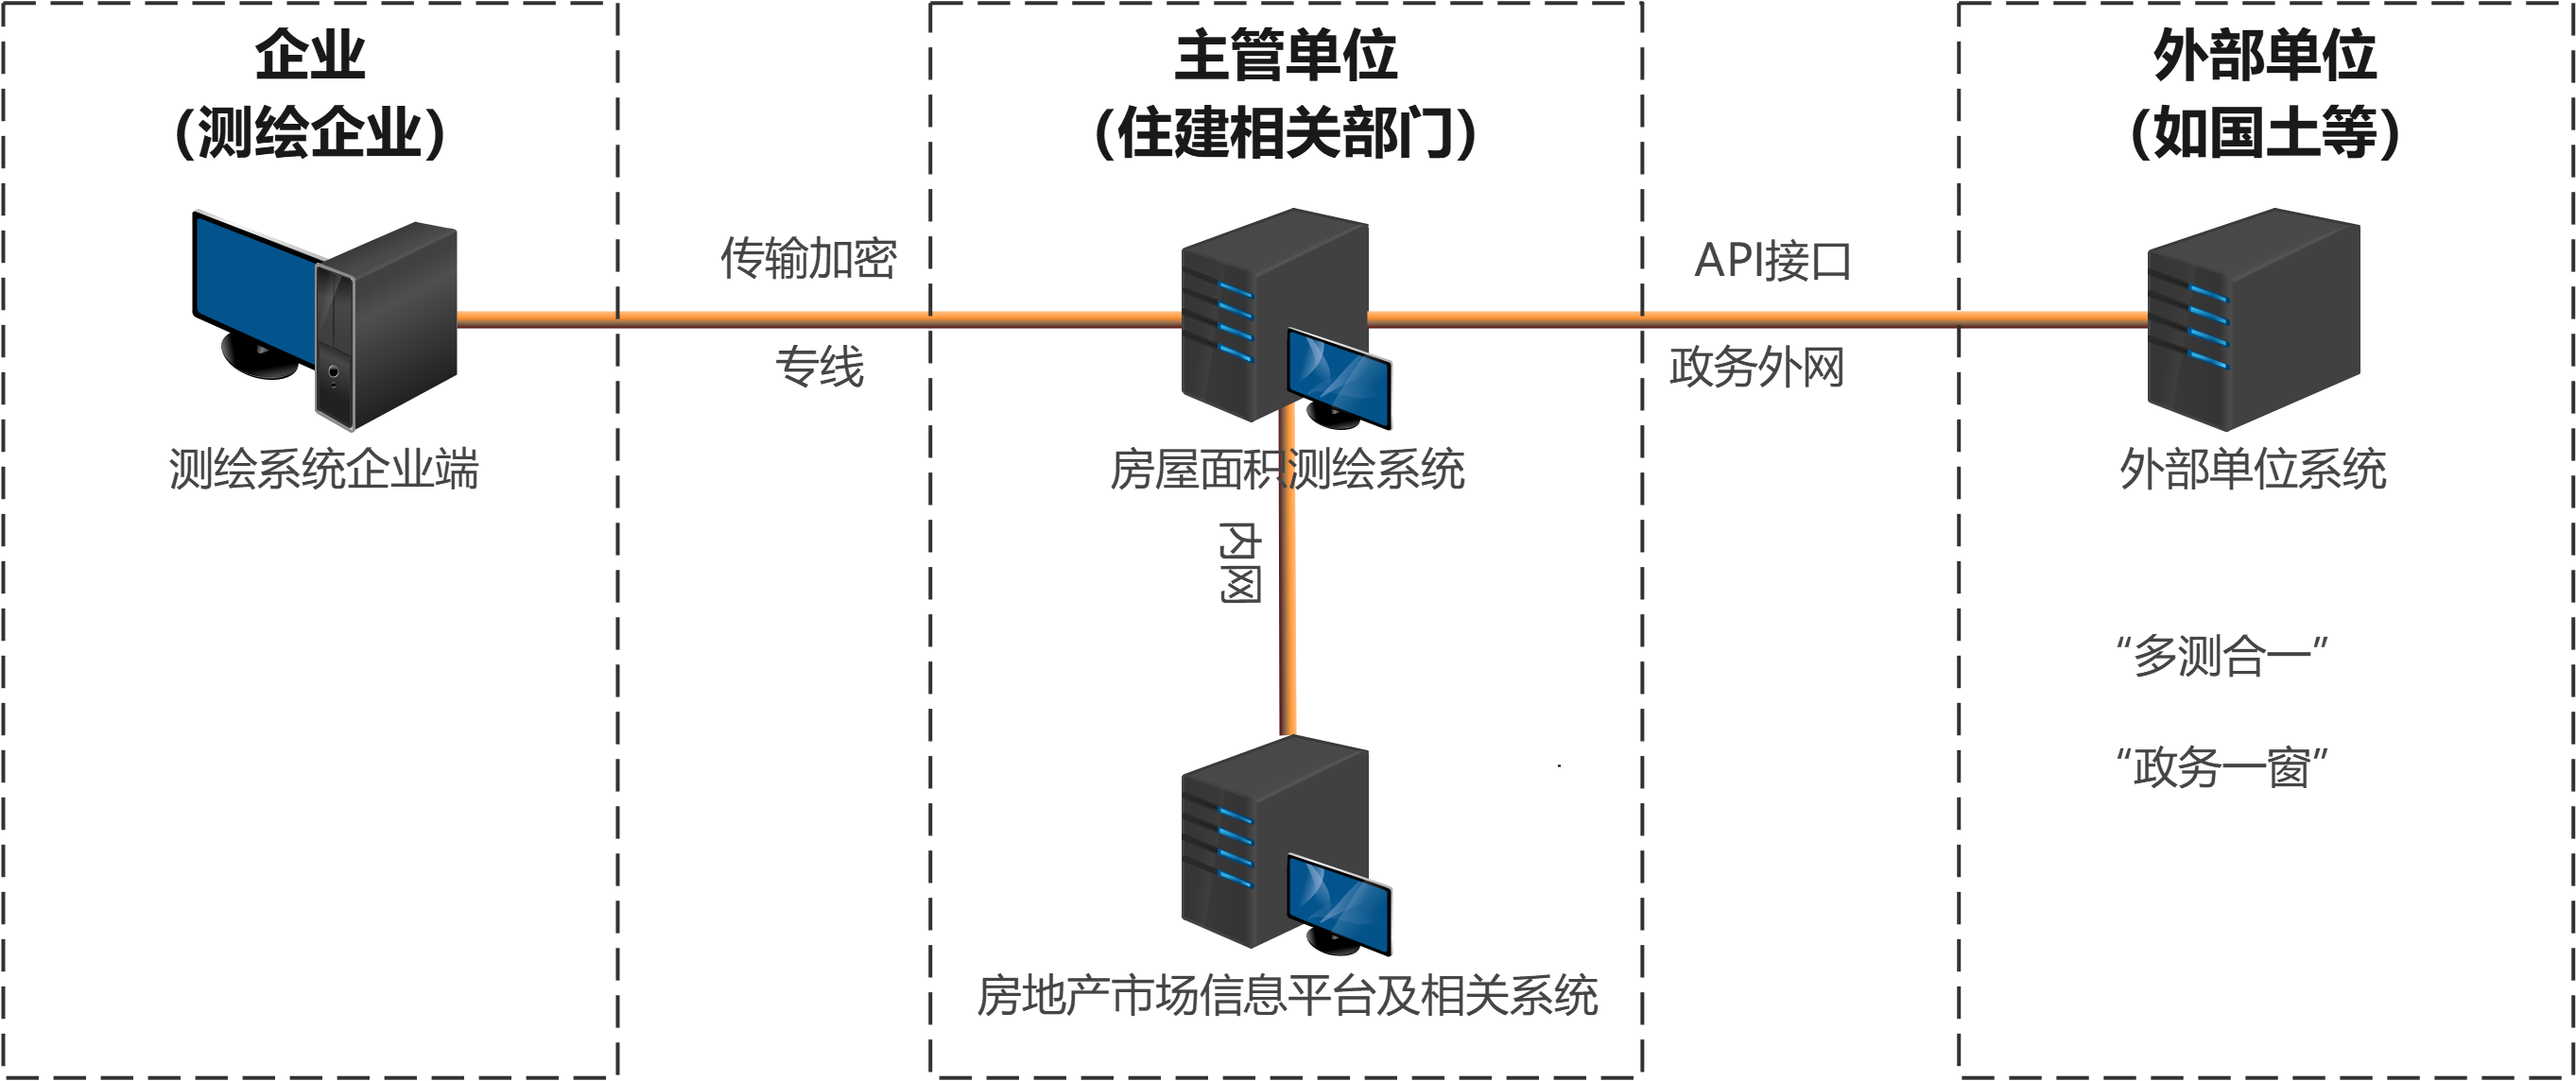 企业
（测绘企业）
主管单位
（住建相关部门）
外部单位
（如国土等）
传输加密
专线
API接口
政务外网
测绘系统企业端
房屋面积测绘系统
外部单位系统
内网
“多测合一”
“政务一窗”
房地产市场信息平台及相关系统